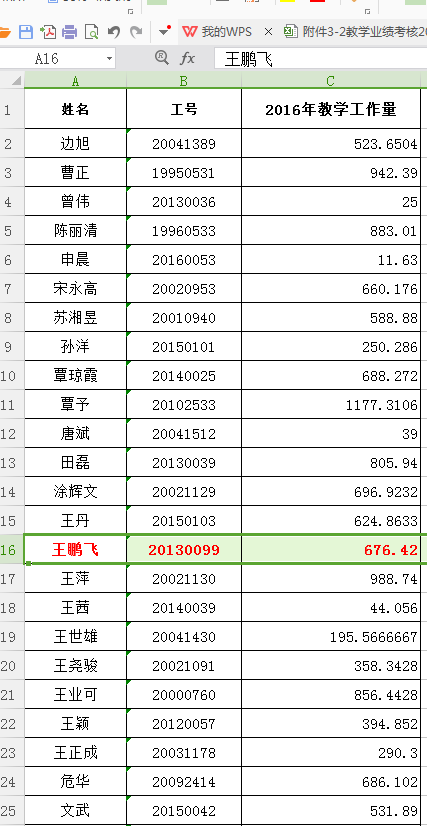 我的WPS × 附件3-2教学业绩考核20
A16 fx 王鹏飞
A B C
1 姓名 工号 2016年教学工作量
2 边旭 20041389 523.6504
3 曹正 19950531 942.39
4 曾伟 20130036 25
5 陈丽清 19960533 883.01
6 申晨 20160053 11.63
7 宋永高 20020953 660.176
8 苏湘昱 20010940 588.88
9 孙洋 20150101 250.286
10 覃琼霞 20140025 688.272
11 覃予 20102533 1177.3106
12 唐斌 20041512 39
13 田磊 20130039 805.94
14 涂辉文 20021129 696.9232
15 王丹 20150103 624.8633
16 王鹏飞 20130099 676.42
17 王萍 20021130 988.74
18 王茜 20140039 44.056
19 王世雄 20041430 195.5666667
20 王尧骏 20021091 358.3428
21 王业可 20000760 856.4428
22 王颖 20120057 394.852
23 王正成 20031178 290.3
24 危华 20092414 686.102
25 文武 20150042 531.89